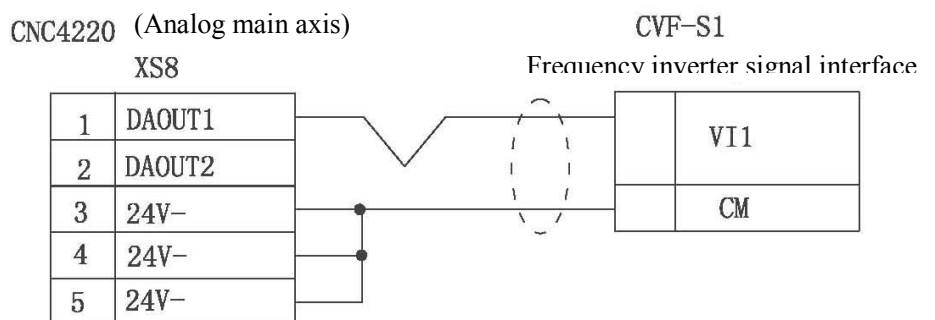 CNC4220 (Analog main axis) CVF-S1
XS8 Frequency inverter signal interface
1 DAOUT1 VI1
2 DAOUT2
3 24V- CM
4 24V-
5 24V-